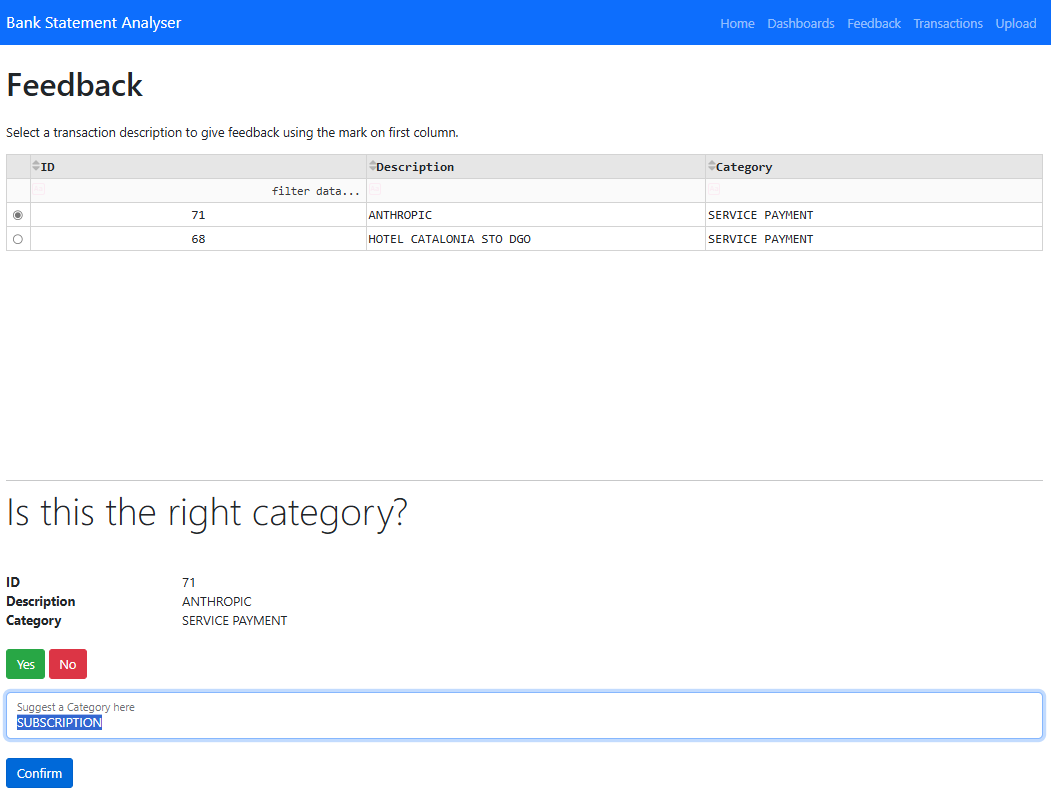 Bank Statement Analyser Home Dashboards Feedback Transactions Upload
Feedback
Select a transaction description to give feedback using the mark on first column.
ID Description Category
filter data...
71 ANTHROPIC SERVICE PAYMENT
68 HOTEL CATALONIA STO DGO SERVICE PAYMENT
Is this the right category?
ID 71
Description ANTHROPIC
Category SERVICE PAYMENT
Yes No
Suggest a Category here
SUBSCRIPTION
Confirm